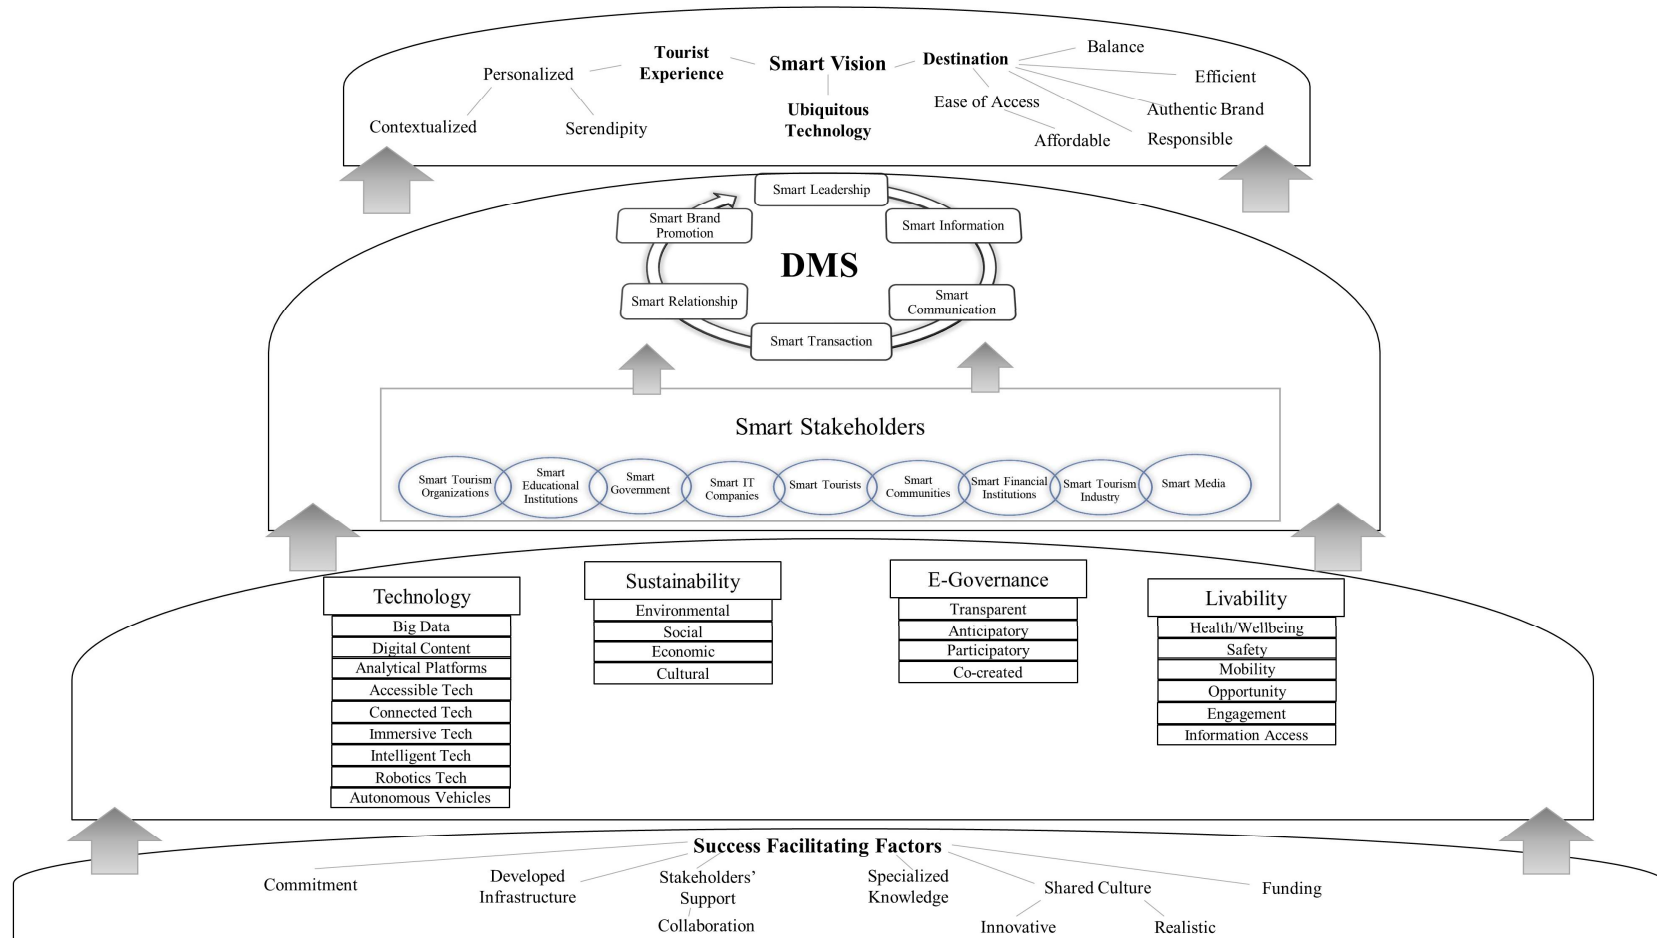 Tourist
Experience
Smart Vision
Destination
Balance
Personalized
Efficient
Ubiquitous
Technology
Ease of Access
Authentic Brand
Contextualized
Serendipity
Affordable
Responsible
Smart Leadership
Smart Brand
Promotion
Smart Information
DMS
Smart Relationship
Smart
Communication
Smart Transaction
Smart Stakeholders
Smart Tourism
Organizations
Smart
Educational
Institutions
Smart
Government
Smart IT
Companies
Smart Tourists
Smart
Communities
Smart Financial
Institutions
Smart Tourism
Industry
Smart Media
Technology
Big Data
Digital Content
Analytical Platforms
Accessible Tech
Connected Tech
Immersive Tech
Intelligent Tech
Robotics Tech
Autonomous Vehicles
Sustainability
Environmental
Social
Economic
Cultural
E-Governance
Transparent
Anticipatory
Participatory
Co-created
Livability
Health/Wellbeing
Safety
Mobility
Opportunity
Engagement
Information Access
Success Facilitating Factors
Commitment
Developed
Infrastructure
Stakeholders’
Support
Collaboration
Specialized
Knowledge
Shared Culture
Innovative
Realistic
Funding